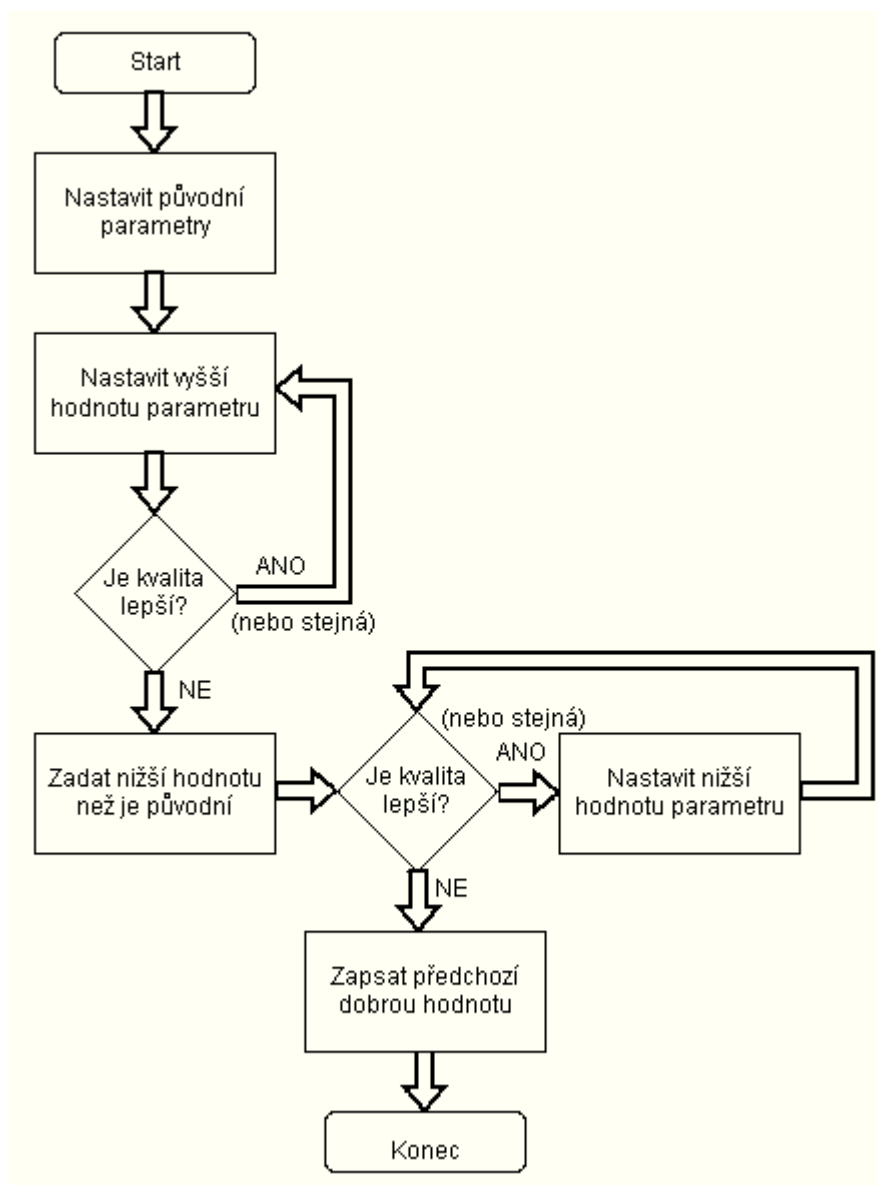 Start
Nastavit původní
parametry
Nastavit vyšší
hodnotu parametru
Je kvalita
lepší?
ANO
(nebo stejná)
NE
Zadat nižší hodnotu
než je původní
Je kvalita
lepší?
(nebo stejná)
ANO
Nastavit nižší
hodnotu parametru
NE
Zapsat předchozí
dobrou hodnotu
Konec